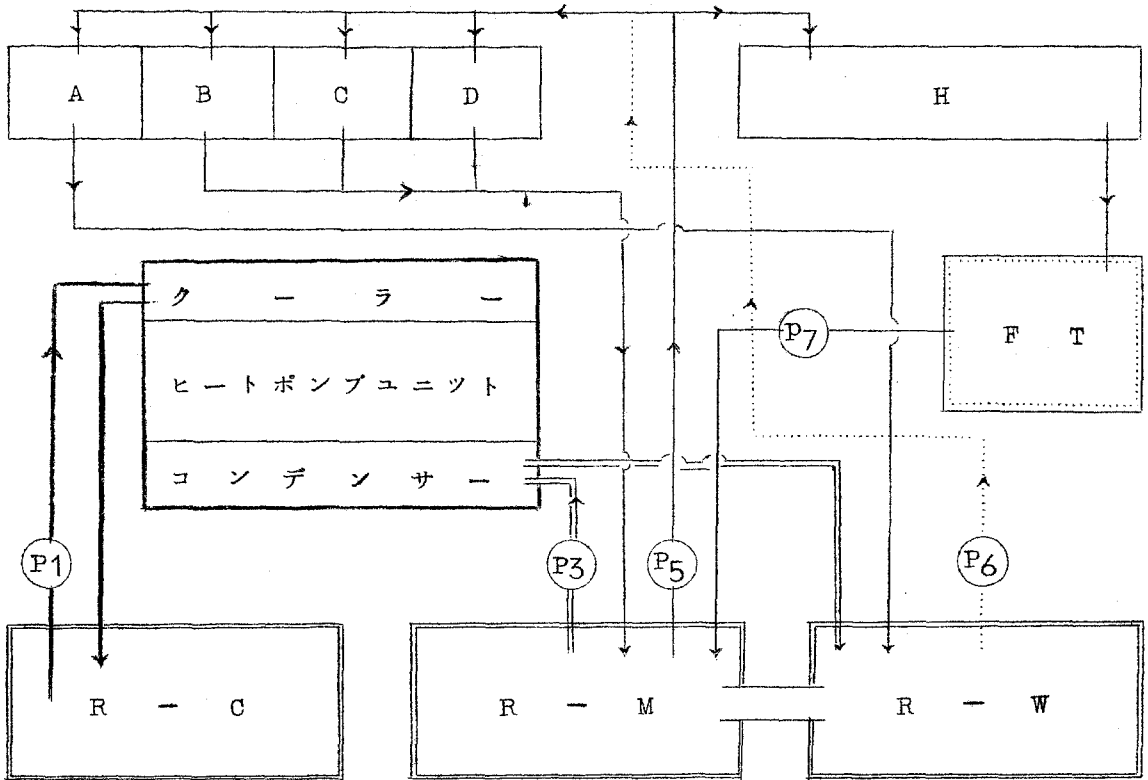 A B C D H
クーラー
P7 F T
ヒートポンプユニット
コンデンサー
P1 P3 P5 P6
R - C R - M R - W